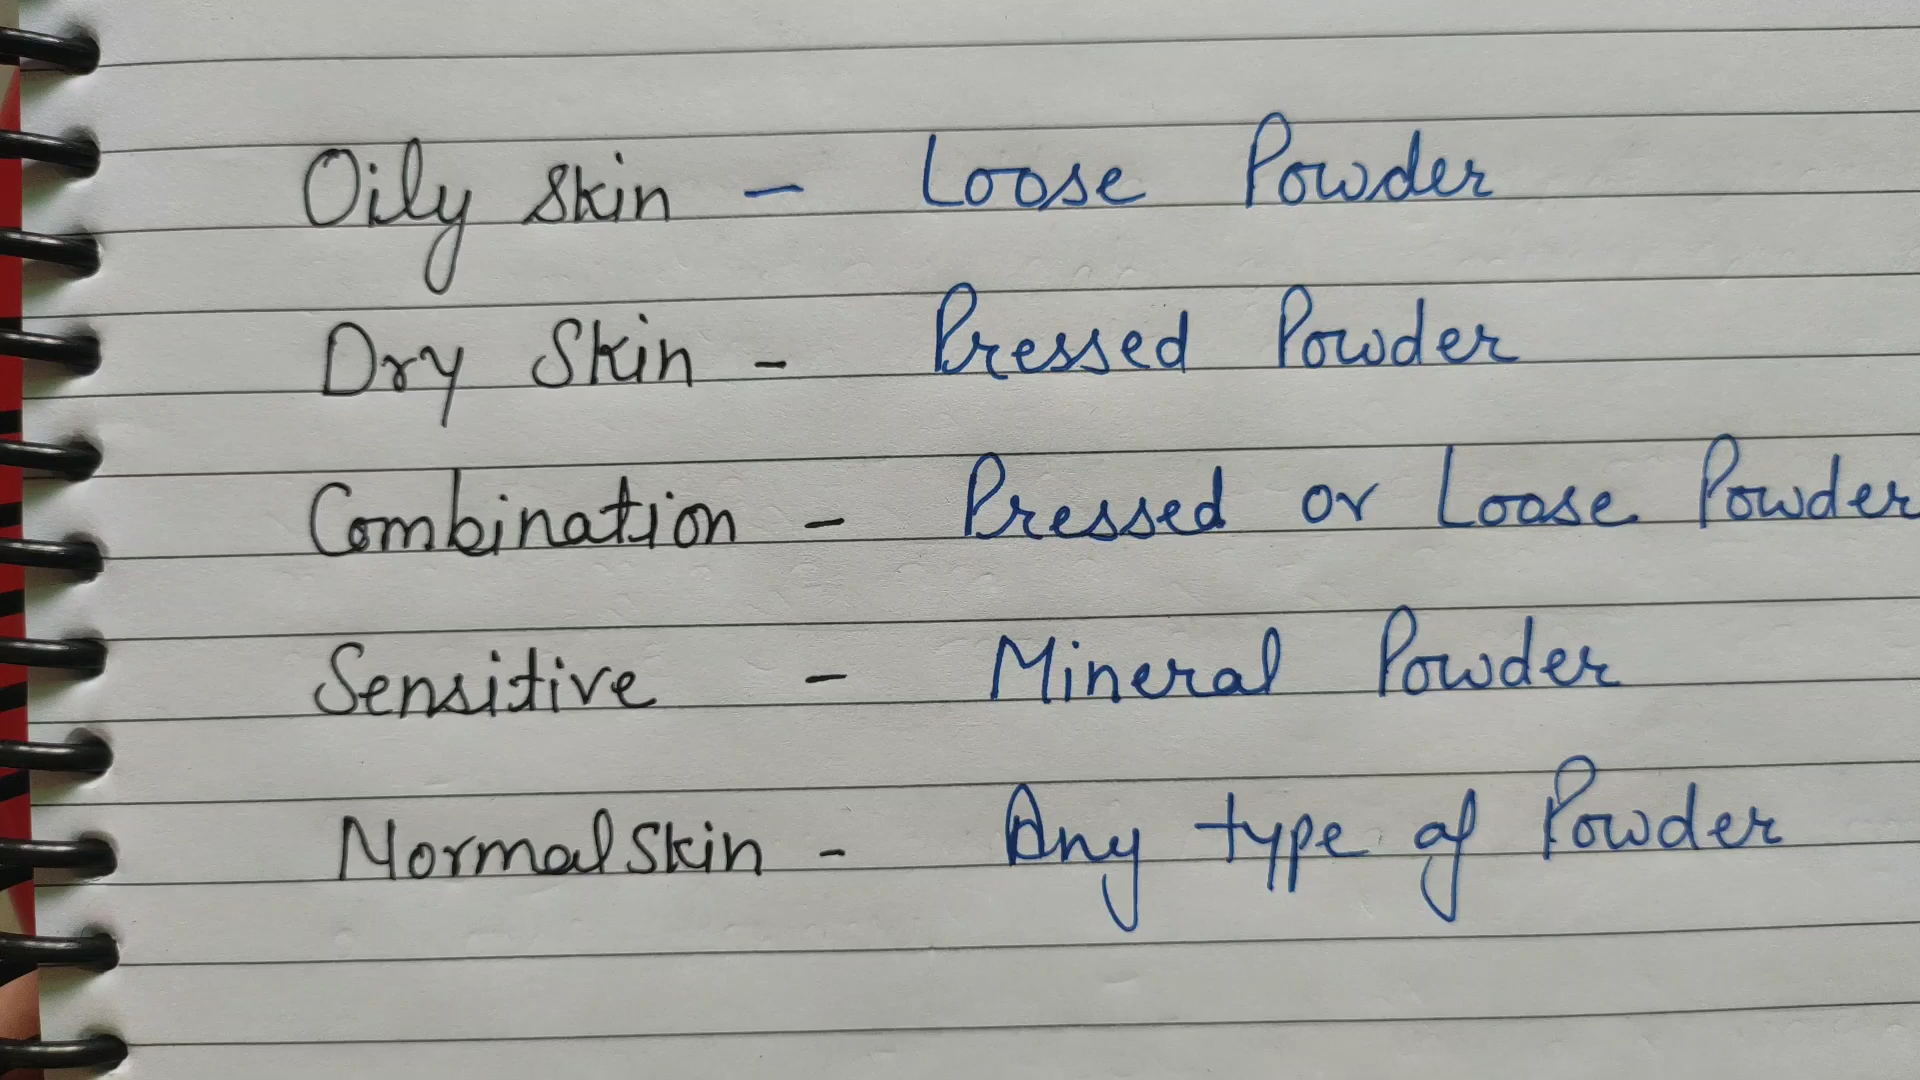 Oily Skin - Loose Powder
Dry Skin - Pressed Powder
Combination - Pressed or Loose Powder
Sensitive - Mineral Powder
Normal Skin - Any type of Powder